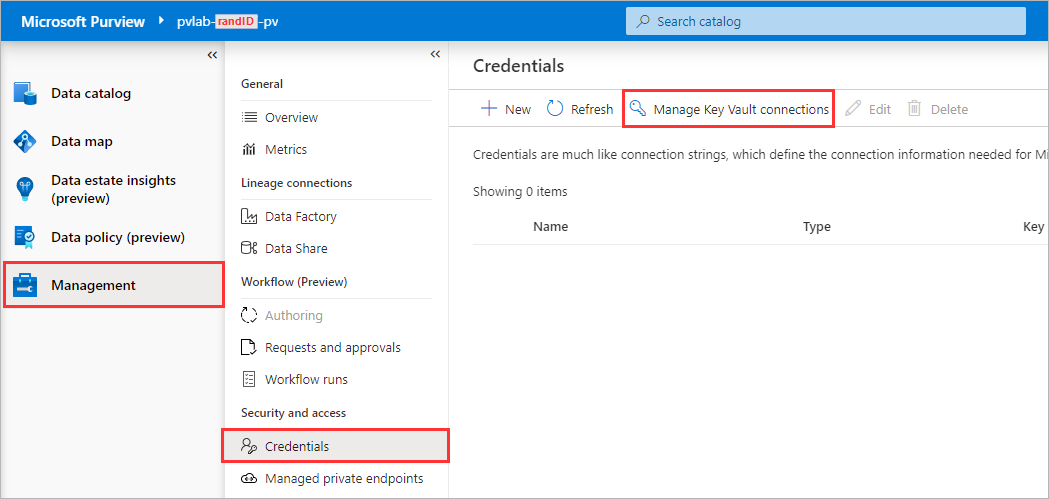 Microsoft Purview pvlab-randID-pv
Search catalog
Data catalog
Data map
Data estate insights
(preview)
Data policy (preview)
Management
General
Overview
Metrics
Lineage connections
Data Factory
Data Share
Workflow (Preview)
Authoring
Requests and approvals
Workflow runs
Security and access
Credentials
Managed private endpoints
Credentials
New Refresh Manage Key Vault connections Edit Delete
Credentials are much like connection strings, which define the connection information needed for Mi
Showing 0 items
Name Type Key